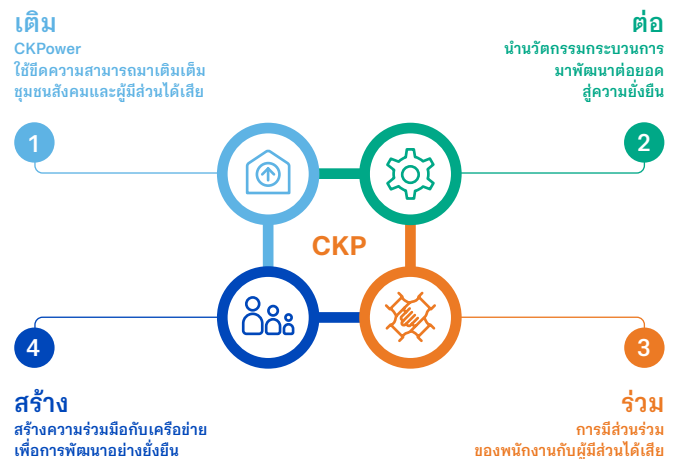 เติม
CKPower
ใช้ขีดความสามารถมาเติมเต็ม
ชุมชนสังคมและผู้มีส่วนได้เสีย
1
ต่อ
นำนวัตกรรมกระบวนการ
มาพัฒนาต่อยอด
สู่ความยั่งยืน
2
CKP
4
สร้าง
สร้างความร่วมมือกับเครือข่าย
เพื่อการพัฒนาอย่างยั่งยืน
3
ร่วม
การมีส่วนร่วม
ของพนักงานกับผู้มีส่วนได้เสีย